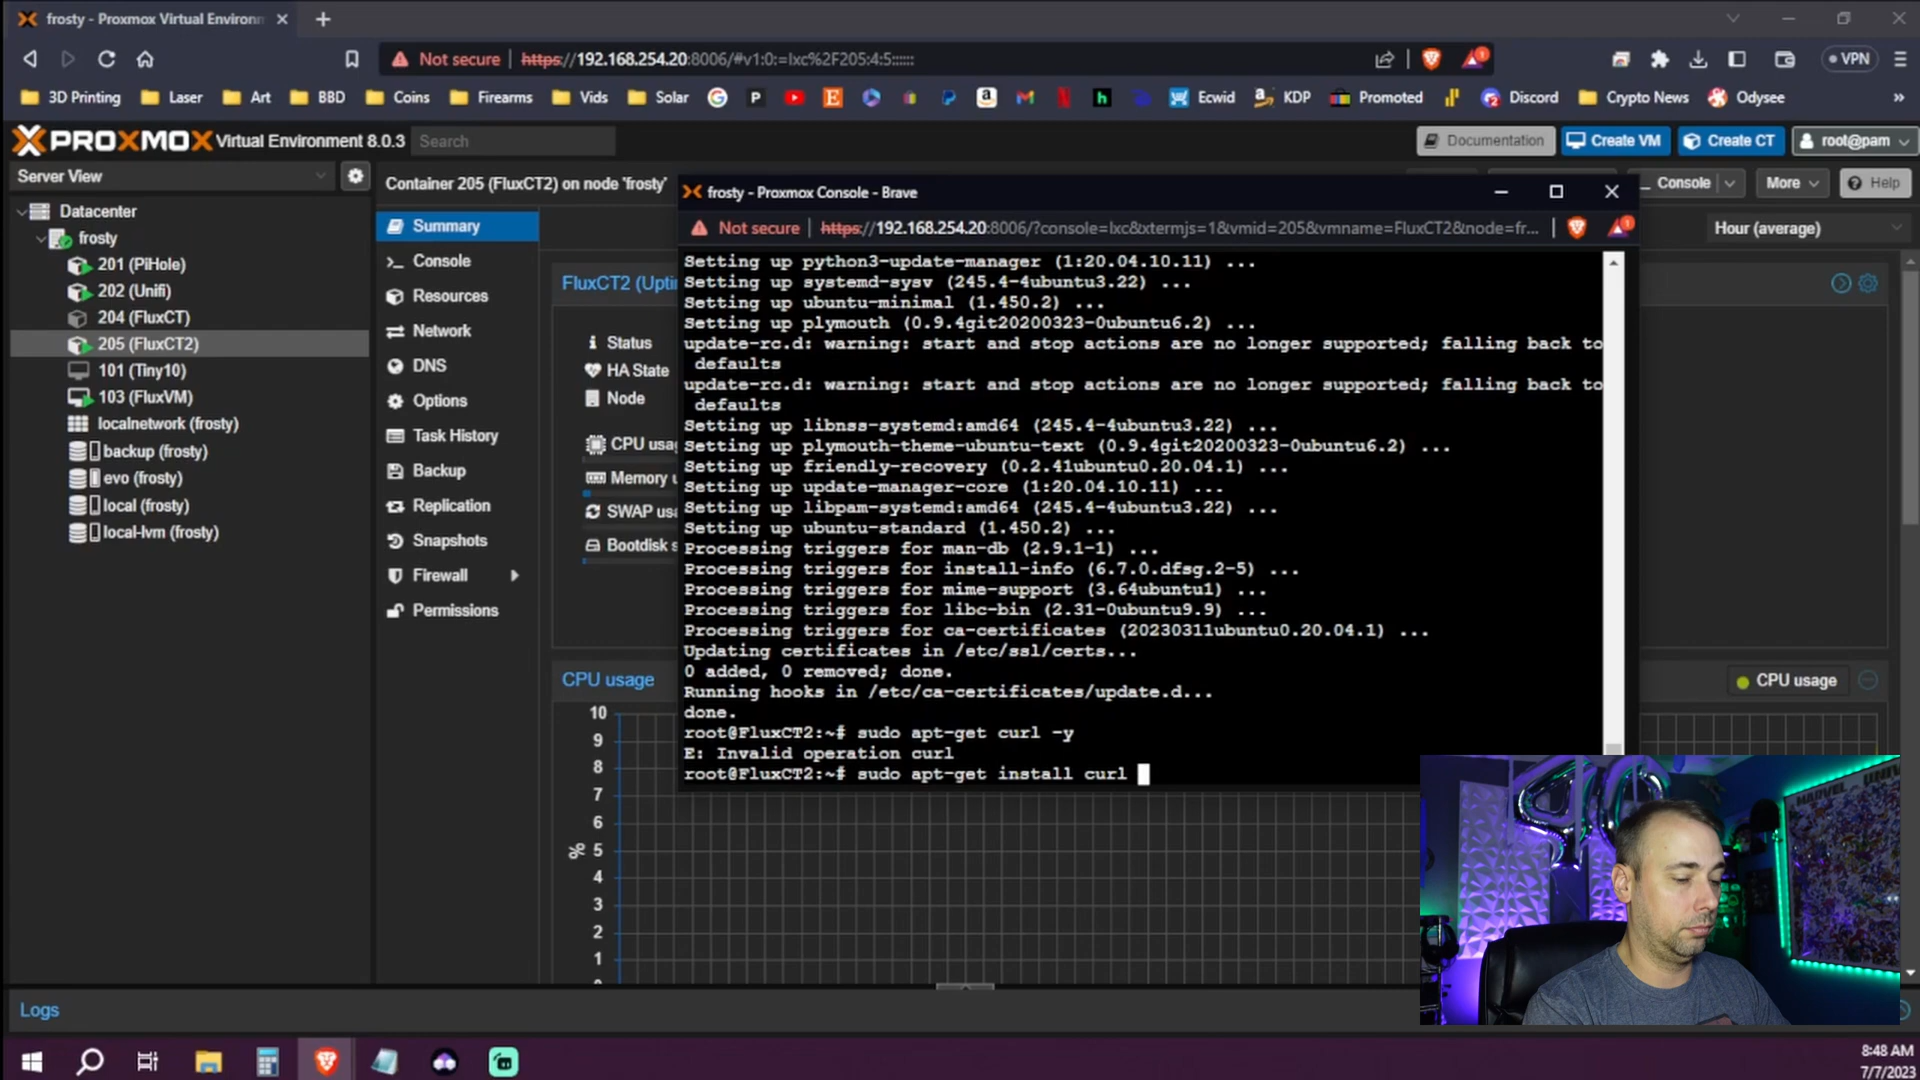 frosty - Proxmox Virtual Environm
Not secure https://192.168.254.20:8006/#v1:0:=lxc%2F205:4:5::::::
VPN
3D Printing Laser Art BBD Coins Firearms Vids Solar Ecwid KDP Promoted Discord Crypto News Odysee »
PROXMOX Virtual Environment 8.0.3 Search Documentation Create VM Create CT root@pam
Server View
Container 205 (FluxCT2) on node 'frosty'
Console More Help
Hour (average)
Datacenter
frosty
201 (PiHole)
202 (Unifi)
204 (FluxCT)
205 (FluxCT2)
101 (Tiny10)
103 (FluxVM)
localnetwork (frosty)
backup (frosty)
evo (frosty)
local (frosty)
local-lvm (frosty)
Summary
Console
Resources
Network
DNS
Options
Task History
Backup
Replication
Snapshots
Firewall
Permissions
FluxCT2 (Upti
Status
HA State
Node
CPU usag
Memory u
SWAP usa
Bootdisk s
frosty - Proxmox Console - Brave
Not secure https://192.168.254.20:8006/?console=lxc&xtermjs=1&vmid=205&vmname=FluxCT2&node=fr...
Setting up python3-update-manager (1:20.04.10.11) ...
Setting up systemd-sysv (245.4-4ubuntu3.22) ...
Setting up ubuntu-minimal (1.450.2) ...
Setting up plymouth (0.9.4git20200323-0ubuntu6.2) ...
update-rc.d: warning: start and stop actions are no longer supported; falling back to
defaults
update-rc.d: warning: start and stop actions are no longer supported; falling back to
defaults
Setting up libnss-systemd:amd64 (245.4-4ubuntu3.22) ...
Setting up plymouth-theme-ubuntu-text (0.9.4git20200323-0ubuntu6.2) ...
Setting up friendly-recovery (0.2.41ubuntu0.20.04.1) ...
Setting up update-manager-core (1:20.04.10.11) ...
Setting up libpam-systemd:amd64 (245.4-4ubuntu3.22) ...
Setting up ubuntu-standard (1.450.2) ...
Processing triggers for man-db (2.9.1-1) ...
Processing triggers for install-info (6.7.0.dfsg.2-5) ...
Processing triggers for mime-support (3.64ubuntu1) ...
Processing triggers for libc-bin (2.31-0ubuntu9.9) ...
Processing triggers for ca-certificates (20230311ubuntu0.20.04.1) ...
Updating certificates in /etc/ssl/certs...
0 added, 0 removed; done.
Running hooks in /etc/ca-certificates/update.d...
done.
root@FluxCT2:~# sudo apt-get curl -y
E: Invalid operation curl
root@FluxCT2:~# sudo apt-get install curl
CPU usage
CPU usage
10
9
8
7
6
%
5
4
3
2
1
Logs
8:48 AM
7/7/2023